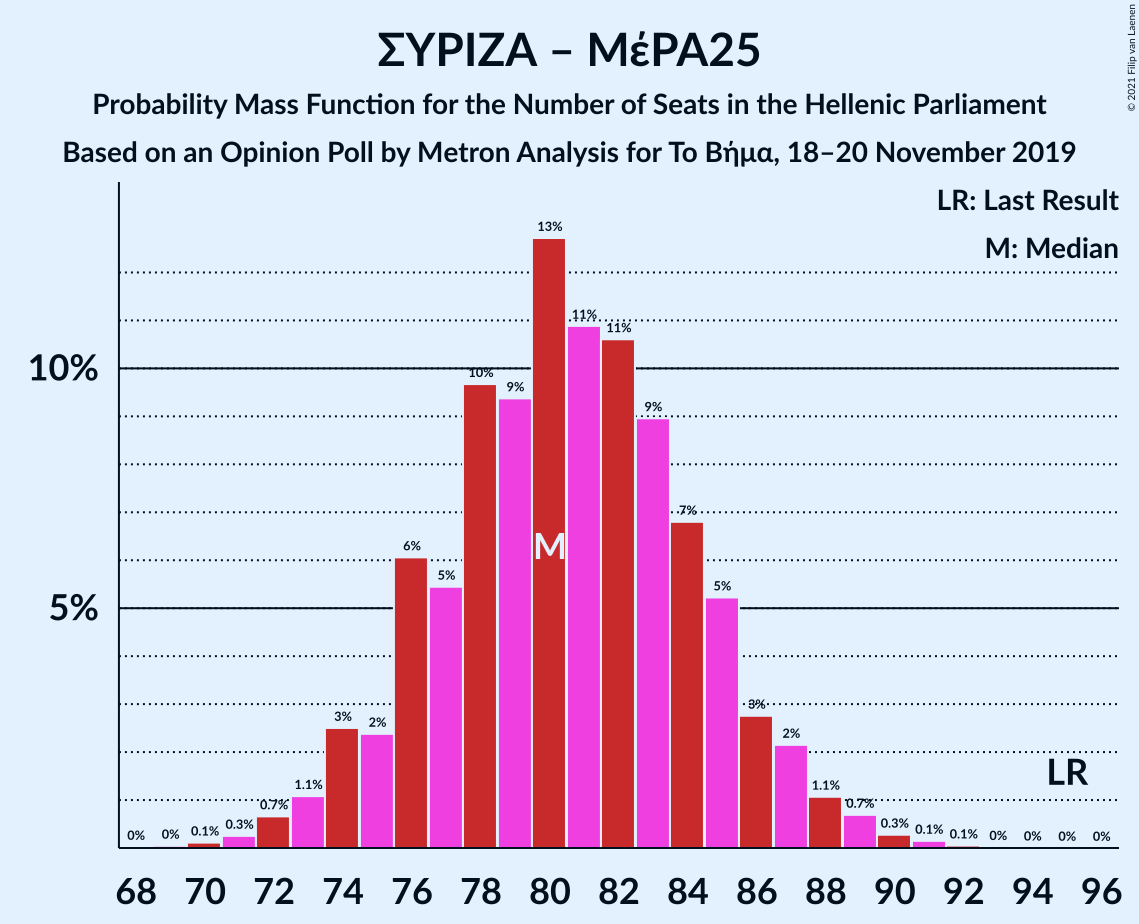 ΣΥΡΙΖΑ – ΜέΡΑ25
Probability Mass Function for the Number of Seats in the Hellenic Parliament
Based on an Opinion Poll by Metron Analysis for Το Βήμα, 18–20 November 2019
© 2021 Filip van Laenen
LR: Last Result
M: Median
10%
5%
0% 0% 0.1% 0.3% 0.7% 1.1% 3% 2% 6% 5% 10% 9% 13% 11% 11% 9% 7% 5% 3% 2% 1.1% 0.7% 0.3% 0.1% 0.1% 0% 0% 0% 0%
M
LR
68 70 72 74 76 78 80 82 84 86 88 90 92 94 96